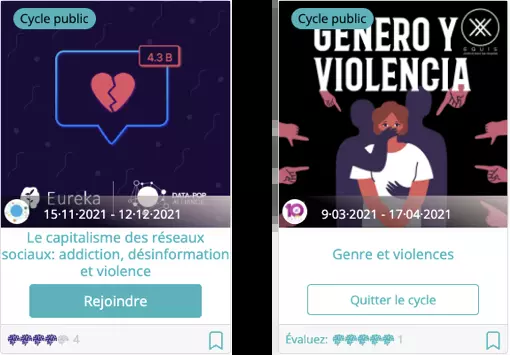 Cycle public
4.3 B
Eureka
DATA-POP
ALLIANCE
15·11·2021 - 12·12·2021
Le capitalisme des réseaux
sociaux: addiction, désinformation
et violence
Rejoindre
4
Cycle public
GÉNERO Y
VIOLENCIA
EQUIS
9·03·2021 - 17·04·2021
Genre et violences
Quitter le cycle
Évaluez:
1